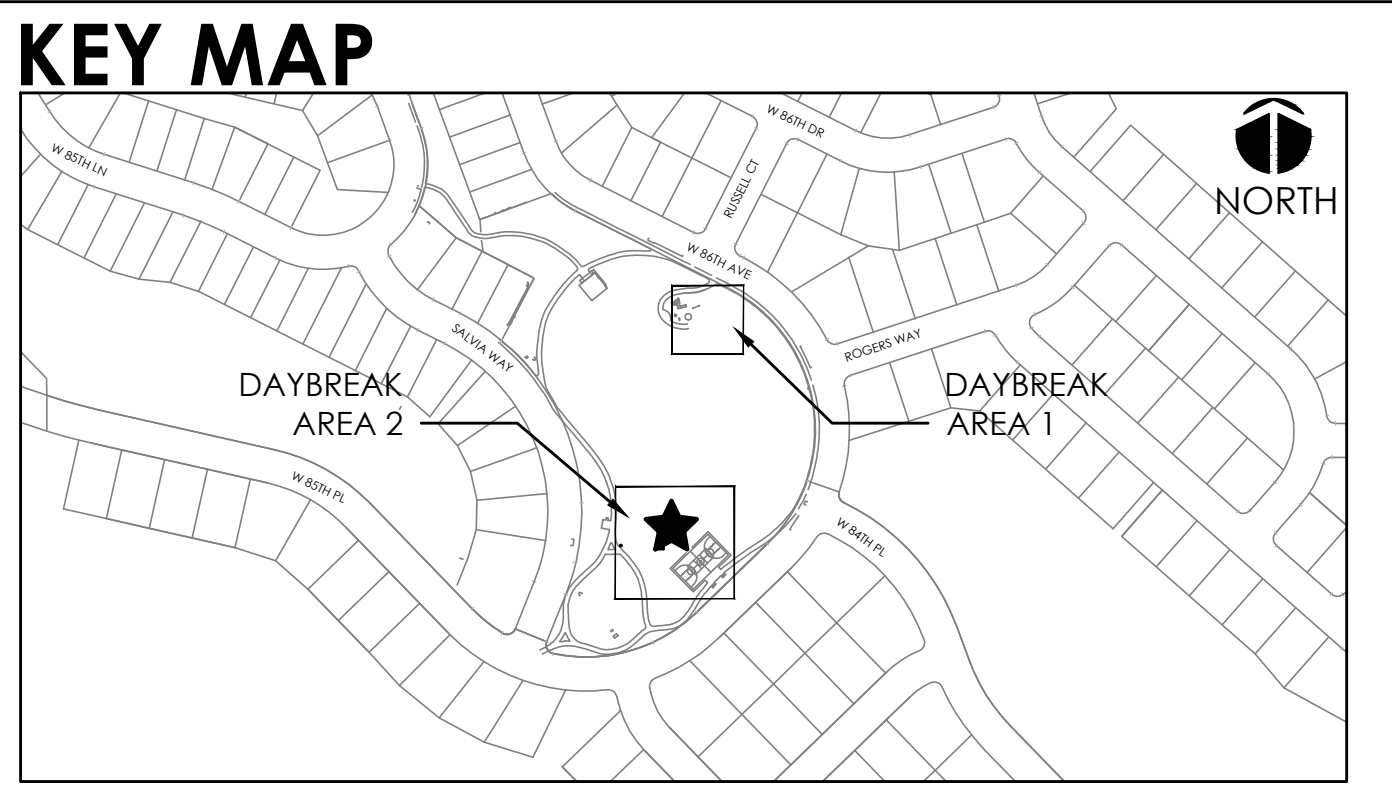 KEY MAP
W 86TH DR
W 85TH LN
RUSSELL CT
NORTH
W 86TH AVE
SALVIA WAY
ROGERS WAY
DAYBREAK
AREA 2
DAYBREAK
AREA 1
W 85TH PL
W 84TH PL